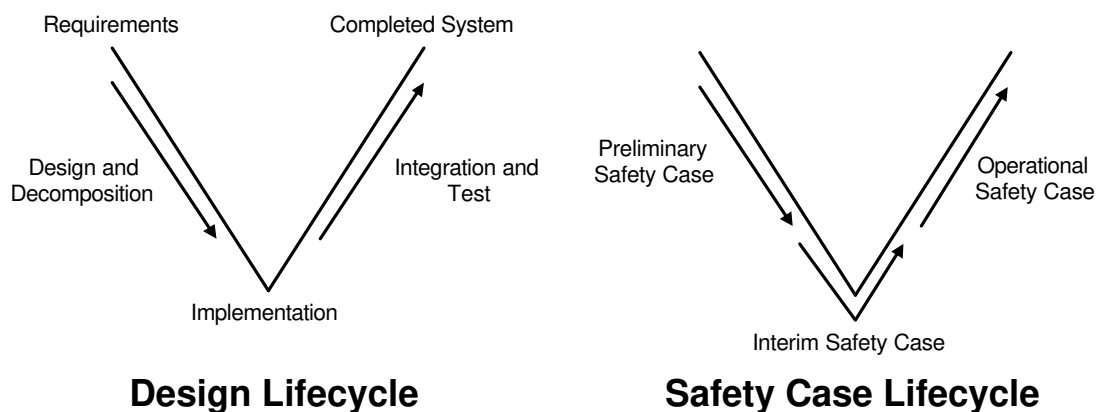 Requirements
Completed System
Design and
Decomposition
Integration and
Test
Implementation
Design Lifecycle
Preliminary
Safety Case
Operational
Safety Case
Interim Safety Case
Safety Case Lifecycle